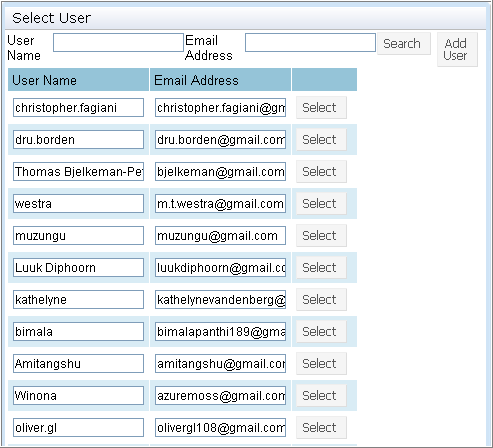 Select User
User Name Email Address Search Add User
User Name Email Address
christopher.fagiani christopher.fagiani@gm Select
dru.borden dru.borden@gmail.com Select
Thomas Bjelkeman-Pet bjelkeman@gmail.com Select
westra m.t.westra@gmail.com Select
muzungu muzungu@gmail.com Select
Luuk Diphoorn luukdiphoorn@gmail.co Select
kathelyne kathelynevandenberg@ Select
bimala bimalapanthi189@gma Select
Amitangshu amitangshu@gmail.com Select
Winona azuremoss@gmail.com Select
oliver.gl olivergl108@gmail.com Select